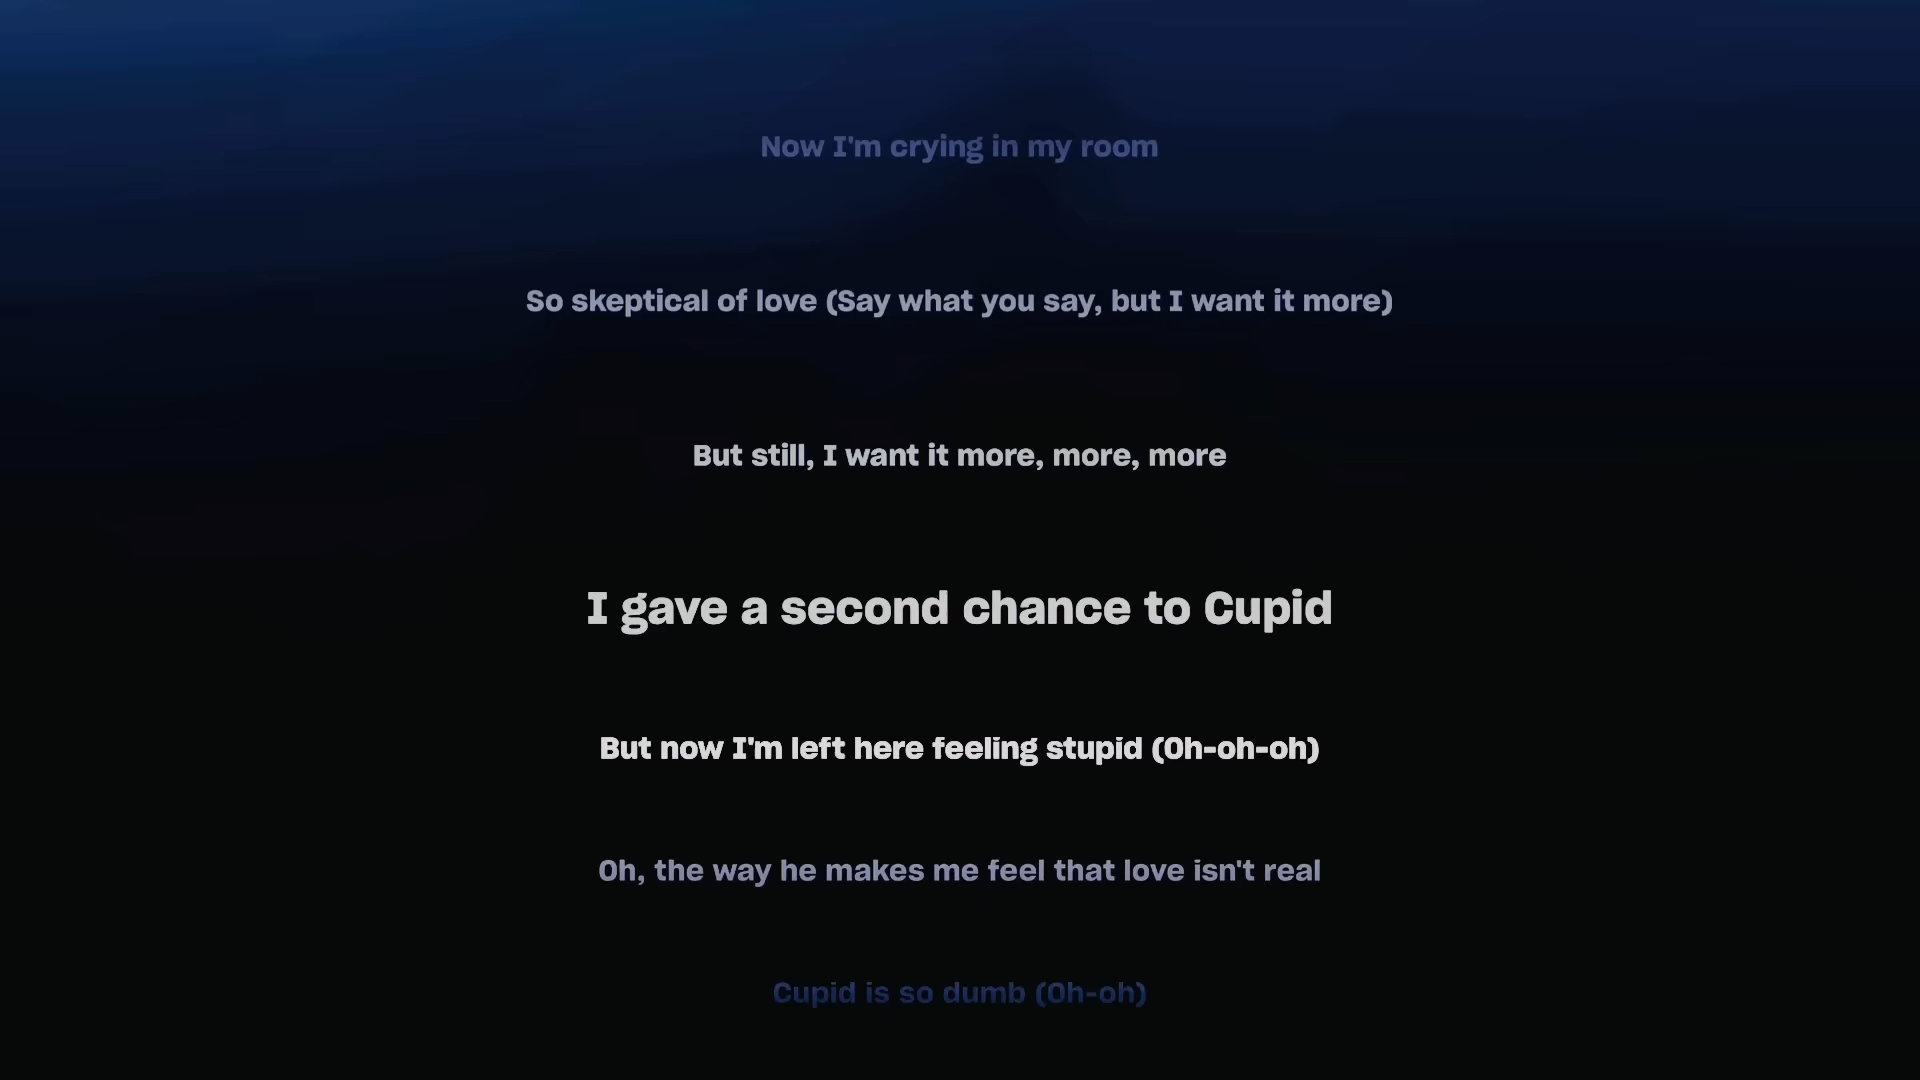 Now I'm crying in my room
So skeptical of love (Say what you say, but I want it more)
But still, I want it more, more, more
I gave a second chance to Cupid
But now I'm left here feeling stupid (Oh-oh-oh)
Oh, the way he makes me feel that love isn't real
Cupid is so dumb (Oh-oh)